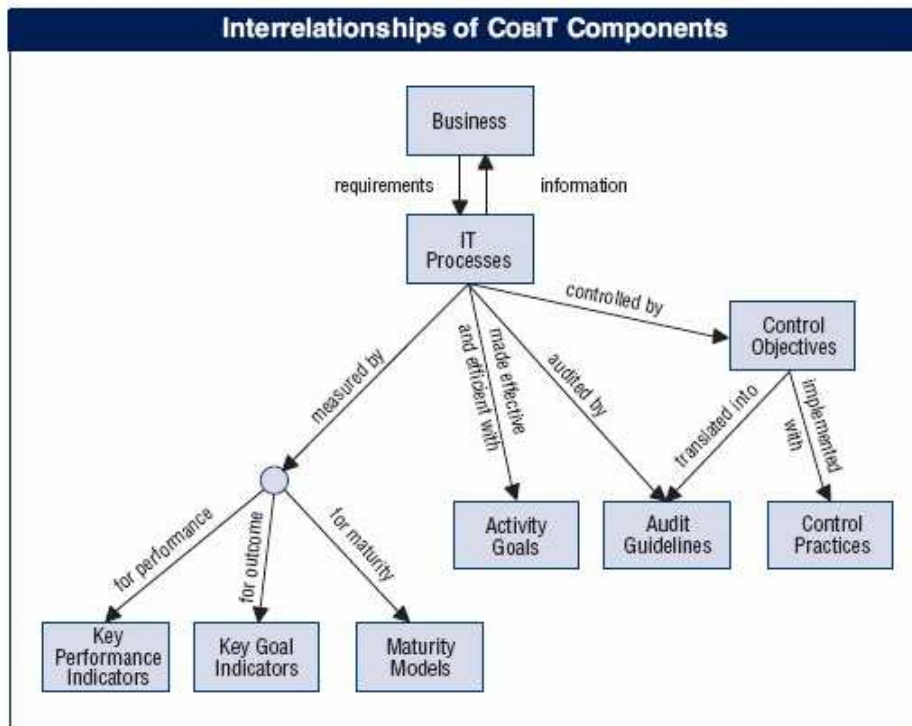 Interrelationships of COBIT Components
Business
requirements
information
IT
Processes
controlled by
Control
Objectives
measured by
made effective
and efficient with
audited by
translated into
implemented
with
Activity
Goals
Audit
Guidelines
Control
Practices
for performance
for outcome
for maturity
Key
Performance
Indicators
Key Goal
Indicators
Maturity
Models